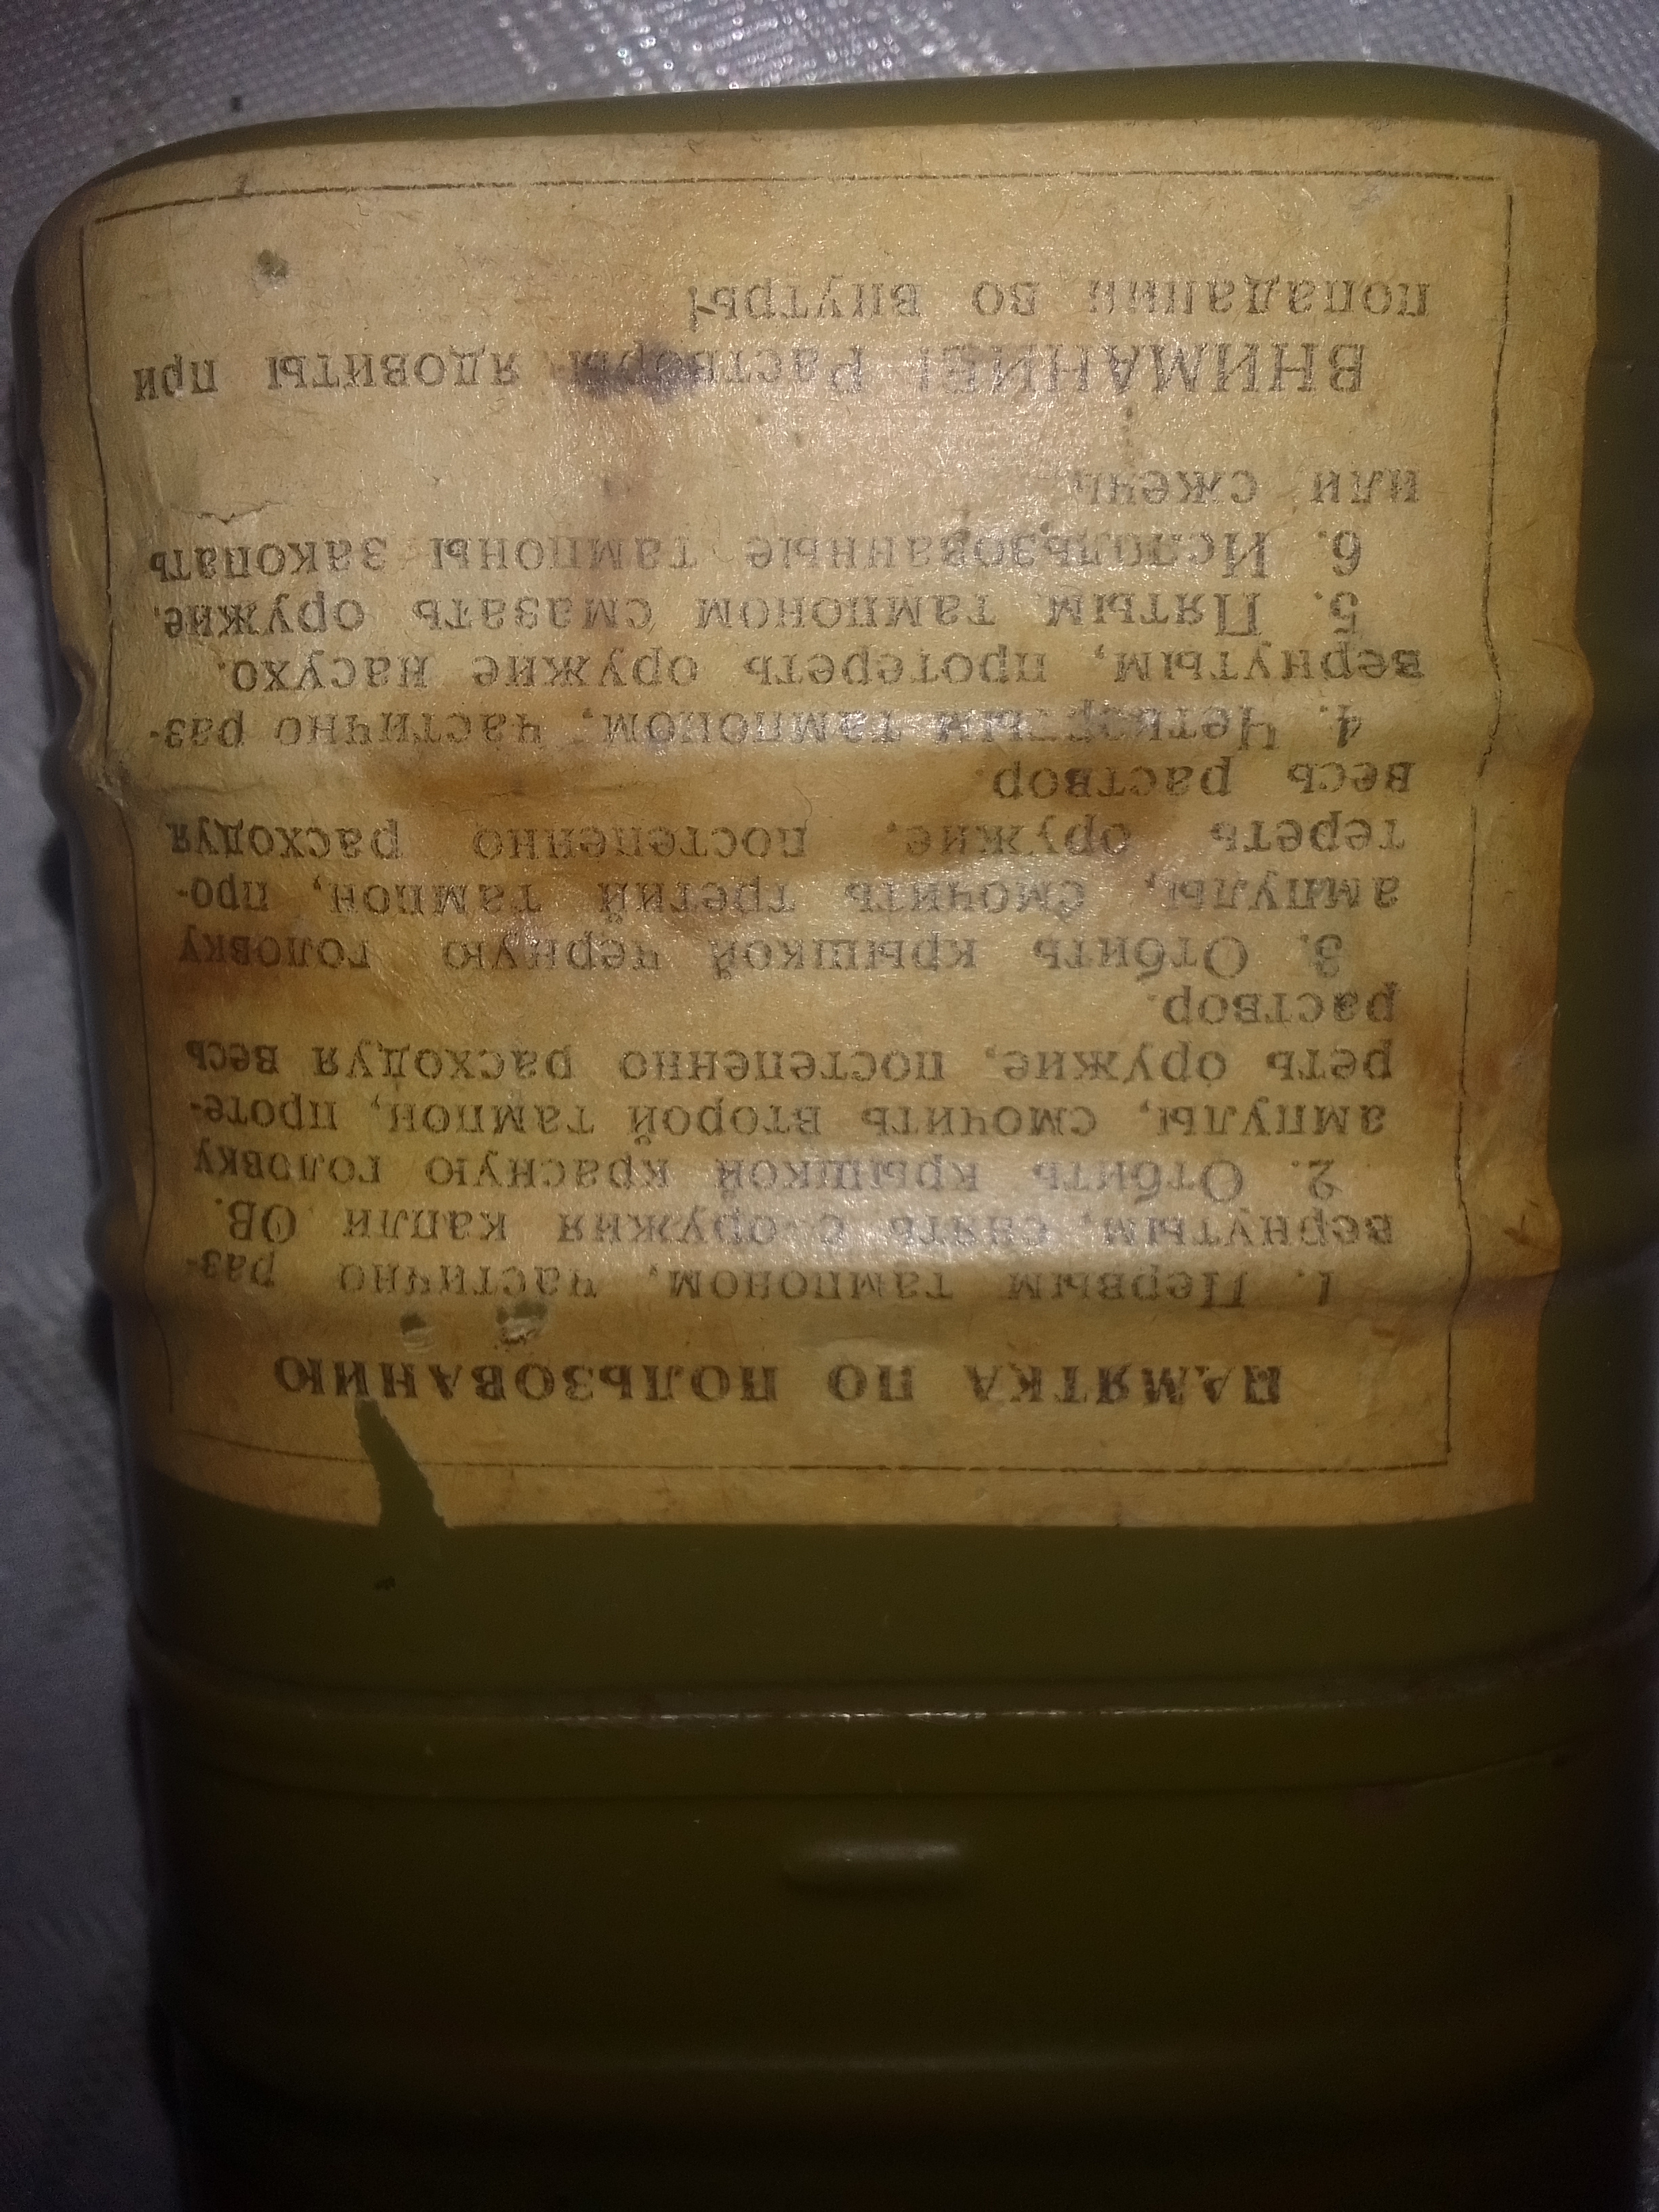 ПАМЯТКА ПО ПОЛЬЗОВАНИЮ
1. Первым тампоном, частично раз-
вернутым, снять с оружия капли ОВ.
2. Отбить крышкой красную головку
ампулы, смочить второй тампон, проте-
реть оружие, постепенно расходуя весь
раствор.
3. Отбить крышкой черную головку
ампулы, смочить третий тампон, про-
тереть оружие, постепенно расходуя
весь раствор.
4. Четвертым тампоном, частично раз-
вернутым, протереть оружие насухо.
5. Пятым тампоном смазать оружие.
6. Использованные тампоны закопать
или сжечь.
ВНИМАНИЕ! Растворы ядовиты при
попадании во внутрь!